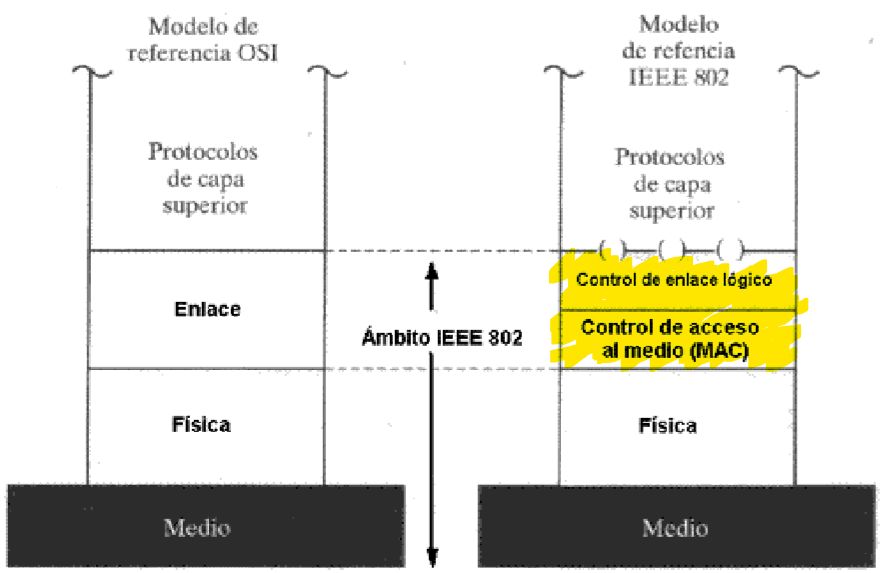 Modelo de
referencia OSI
Protocolos
de capa
superior
Enlace
Física
Medio
Ámbito IEEE 802
Modelo
de refencia
IEEE 802
Protocolos
de capa
superior
Control de enlace lógico
Control de acceso
al medio (MAC)
Física
Medio